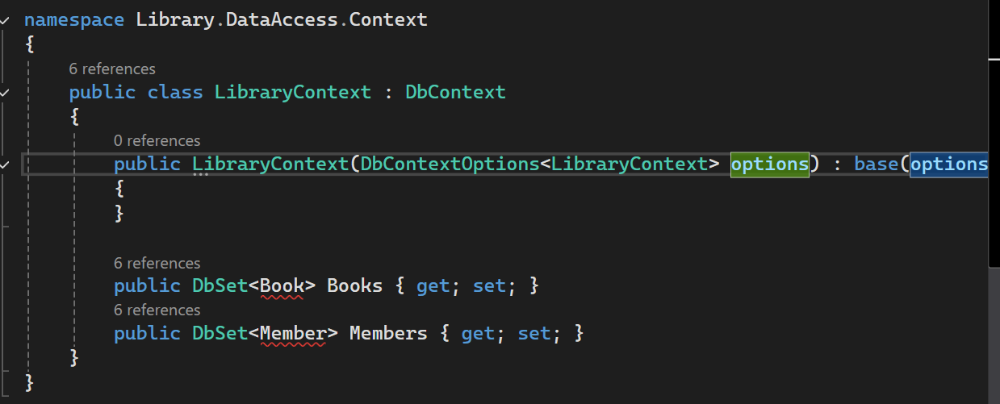 namespace Library.DataAccess.Context
{
6 references
public class LibraryContext : DbContext
{
0 references
public LibraryContext(DbContextOptions<LibraryContext> options) : base(options
{
}
6 references
public DbSet<Book> Books { get; set; }
6 references
public DbSet<Member> Members { get; set; }
}
}